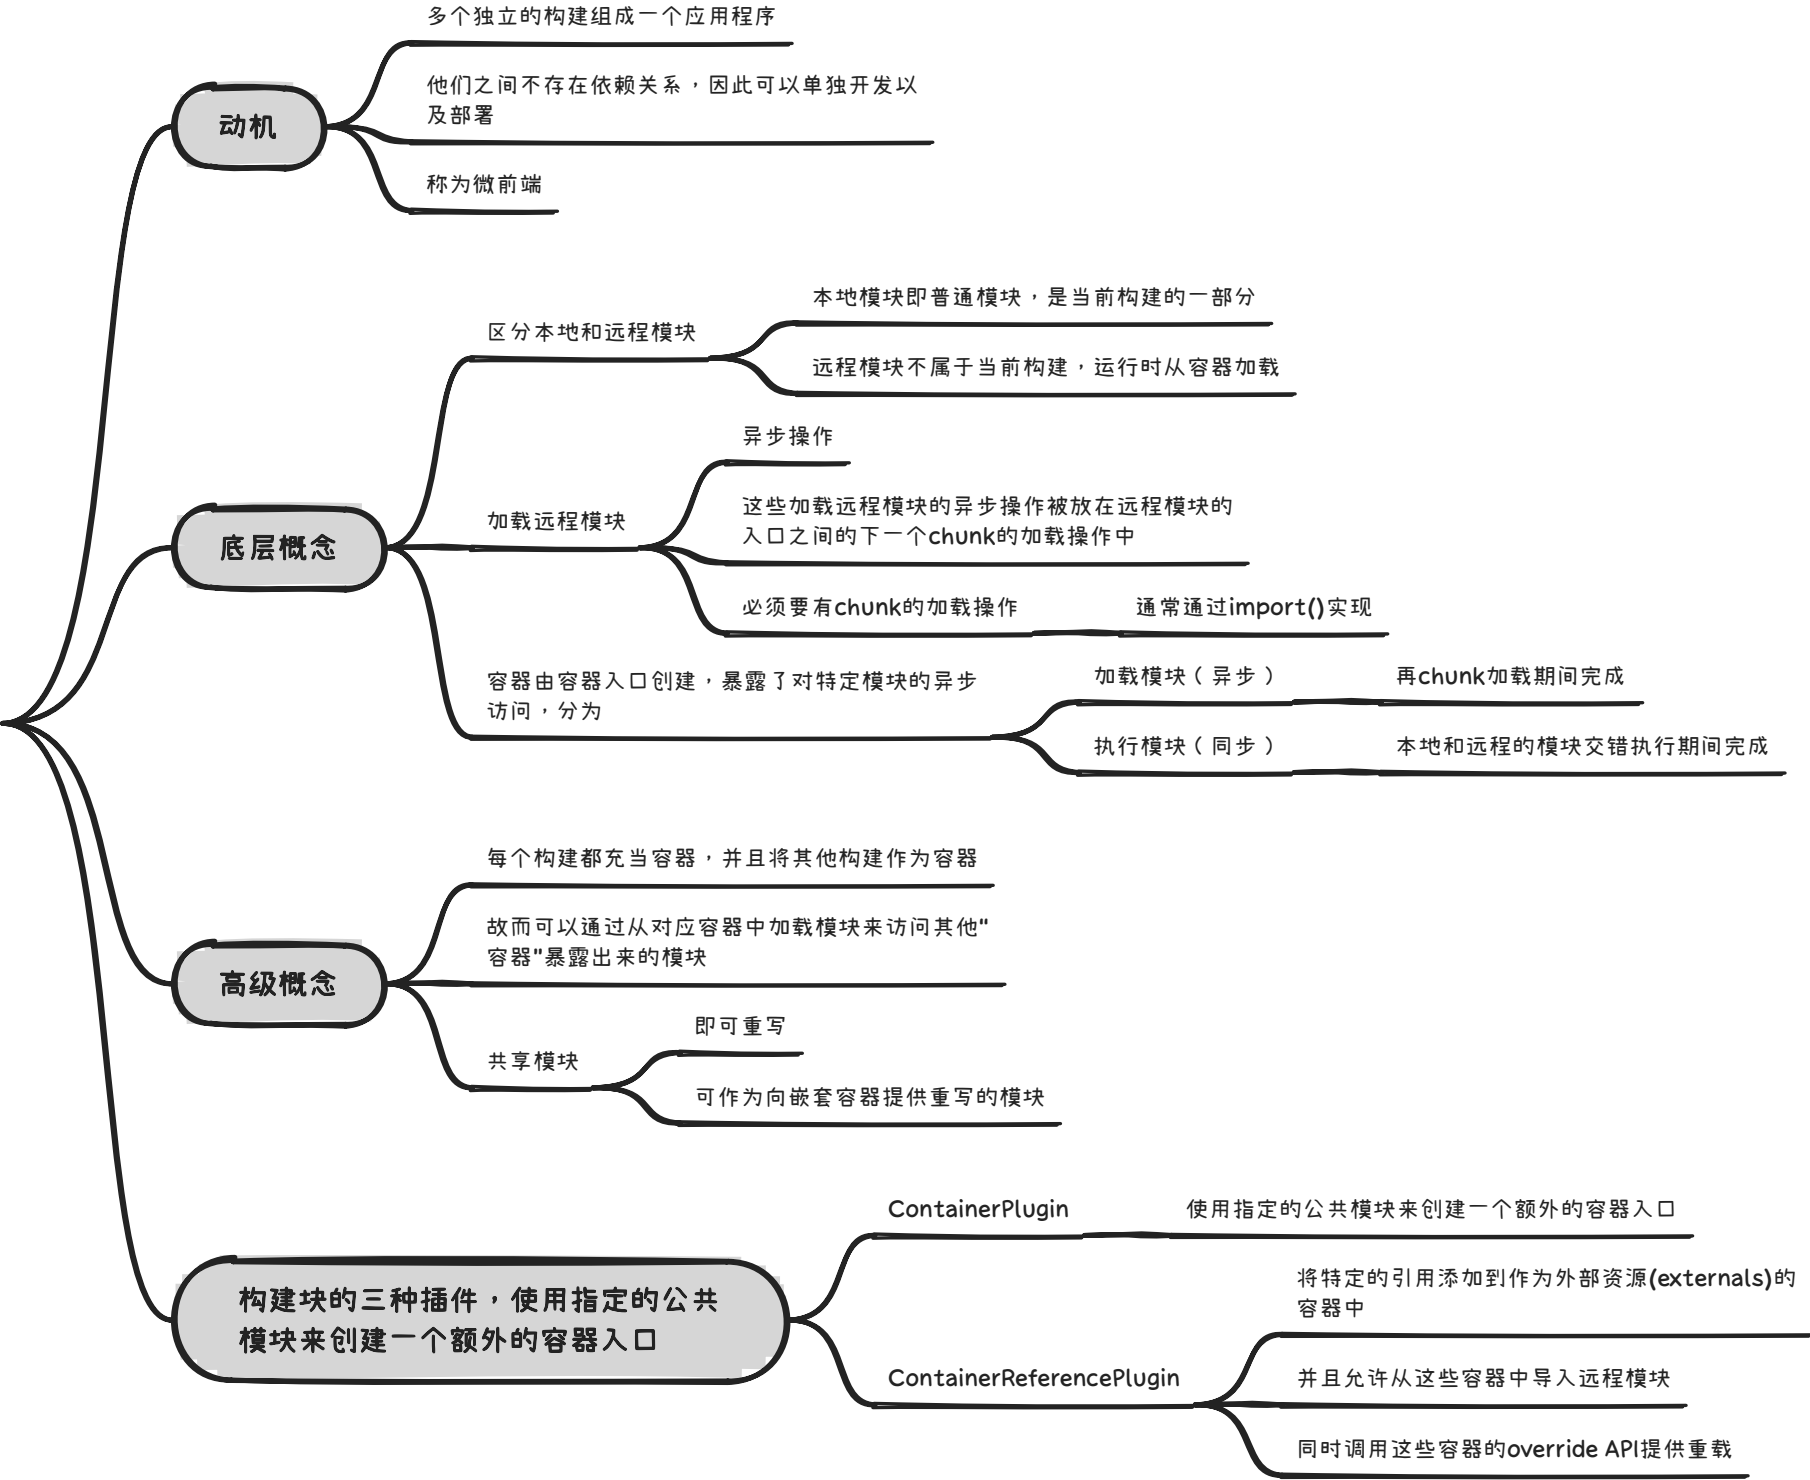 多个独立的构建组成一个应用程序
他们之间不存在依赖关系，因此可以单独开发以
及部署
动机
称为微前端
本地模块即普通模块，是当前构建的一部分
区分本地和远程模块
远程模块不属于当前构建，运行时从容器加载
异步操作
这些加载远程模块的异步操作被放在远程模块的
入口之间的下一个chunk的加载操作中
加载远程模块
底层概念
必须要有chunk的加载操作
通常通过import()实现
容器由容器入口创建，暴露了对特定模块的异步
访问，分为
加载模块（异步）
再chunk加载期间完成
执行模块（同步）
本地和远程的模块交错执行期间完成
每个构建都充当容器，并且将其他构建作为容器
故而可以通过从对应容器中加载模块来访问其他"
容器"暴露出来的模块
高级概念
即可重写
共享模块
可作为向嵌套容器提供重写的模块
ContainerPlugin
使用指定的公共模块来创建一个额外的容器入口
构建块的三种插件，使用指定的公共
模块来创建一个额外的容器入口
将特定的引用添加到作为外部资源(externals)的
容器中
ContainerReferencePlugin
并且允许从这些容器中导入远程模块
同时调用这些容器的override API提供重载